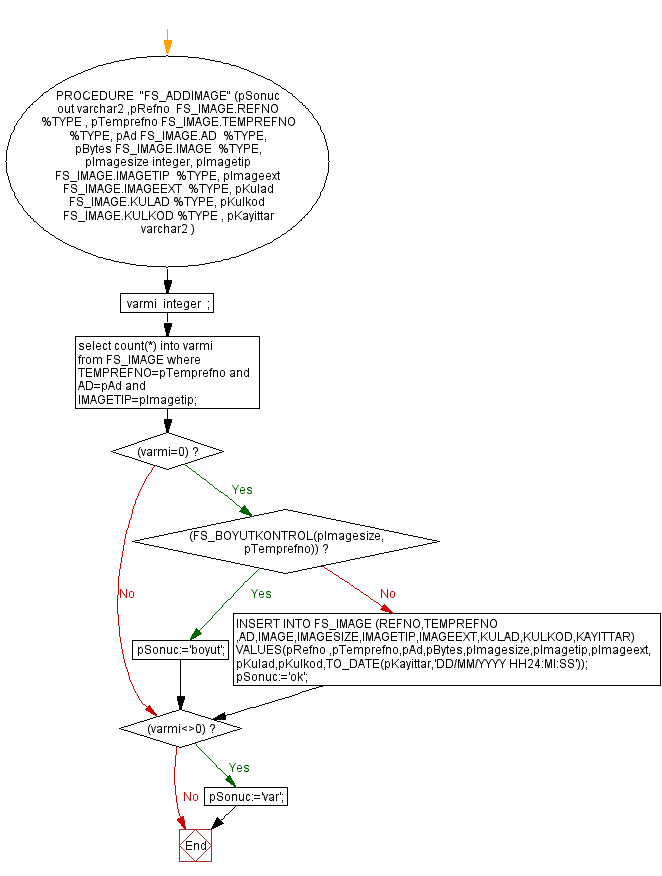 PROCEDURE "FS_ADDIMAGE" (pSonuc
out varchar2 ,pRefno FS_IMAGE.REFNO
%TYPE , pTemprefno FS_IMAGE.TEMPREFNO
%TYPE, pAd FS_IMAGE.AD %TYPE,
pBytes FS_IMAGE.IMAGE %TYPE,
pImagesize integer, pImagetip
FS_IMAGE.IMAGETIP %TYPE, pImageext
FS_IMAGE.IMAGEEXT %TYPE, pKulad
FS_IMAGE.KULAD %TYPE, pKulkod
FS_IMAGE.KULKOD %TYPE , pKayittar
varchar2 )
varmi integer ;
select count(*) into varmi
from FS_IMAGE where
TEMPREFNO=pTemprefno and
AD=pAd and
IMAGETIP=pImagetip;
(varmi=0) ?
Yes
(FS_BOYUTKONTROL(pImagesize,
pTemprefno)) ?
No
Yes
No
INSERT INTO FS_IMAGE (REFNO,TEMPREFNO
,AD,IMAGE,IMAGESIZE,IMAGETIP,IMAGEEXT,KULAD,KULKOD,KAYITTAR)
VALUES(pRefno ,pTemprefno,pAd,pBytes,pImagesize,pImagetip,pImageext,
pKulad,pKulkod,TO_DATE(pKayittar,'DD/MM/YYYY HH24:MI:SS'));
pSonuc:='ok';
pSonuc:='boyut';
(varmi<>0) ?
Yes
No
pSonuc:='var';
End